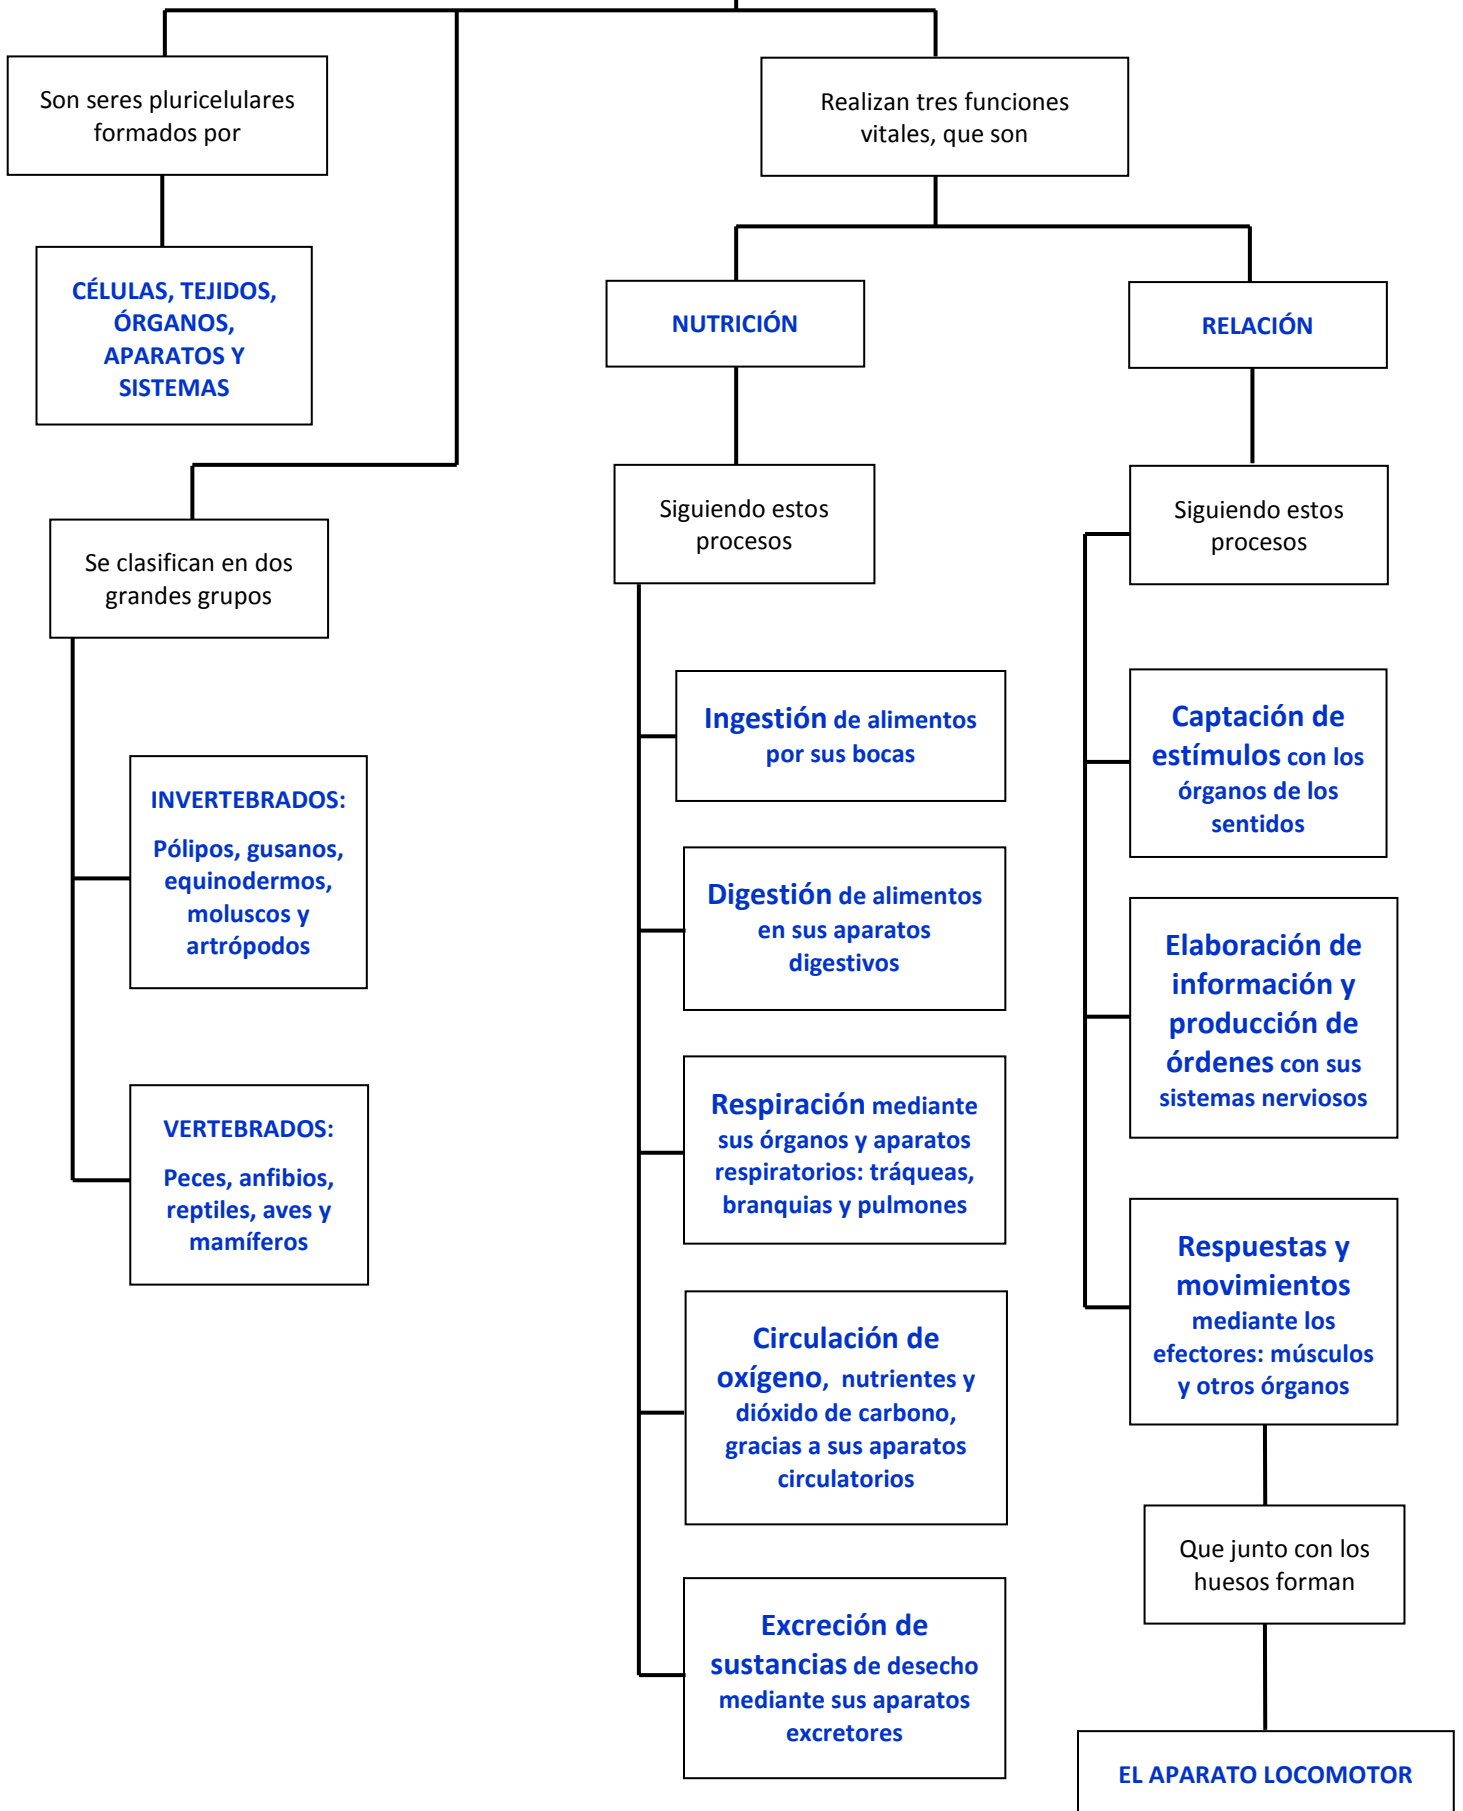 Son seres pluricelulares
formados por
Realizan tres funciones
vitales, que son
CÉLULAS, TEJIDOS,
ÓRGANOS,
APARATOS Y
SISTEMAS
NUTRICIÓN
RELACIÓN
Se clasifican en dos
grandes grupos
Siguiendo estos
procesos
Siguiendo estos
procesos
INVERTEBRADOS:
Pólipos, gusanos,
equinodermos,
moluscos y
artrópodos
VERTEBRADOS:
Peces, anfibios,
reptiles, aves y
mamíferos
Ingestión de alimentos
por sus bocas
Digestión de alimentos
en sus aparatos
digestivos
Respiración mediante
sus órganos y aparatos
respiratorios: tráqueas,
branquias y pulmones
Circulación de
oxígeno, nutrientes y
dióxido de carbono,
gracias a sus aparatos
circulatorios
Excreción de
sustancias de desecho
mediante sus aparatos
excretores
Captación de
estímulos con los
órganos de los
sentidos
Elaboración de
información y
producción de
órdenes con sus
sistemas nerviosos
Respuestas y
movimientos
mediante los
efectores: músculos
y otros órganos
Que junto con los
huesos forman
EL APARATO LOCOMOTOR